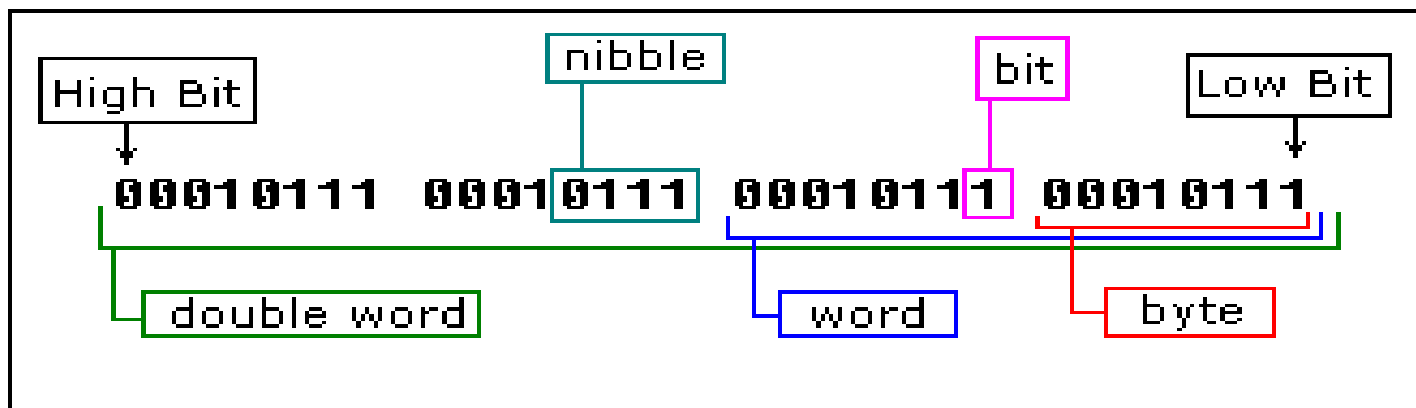 nibble
bit
High Bit
Low Bit
00010111 00010111 00010111 00010111
double word
word
byte